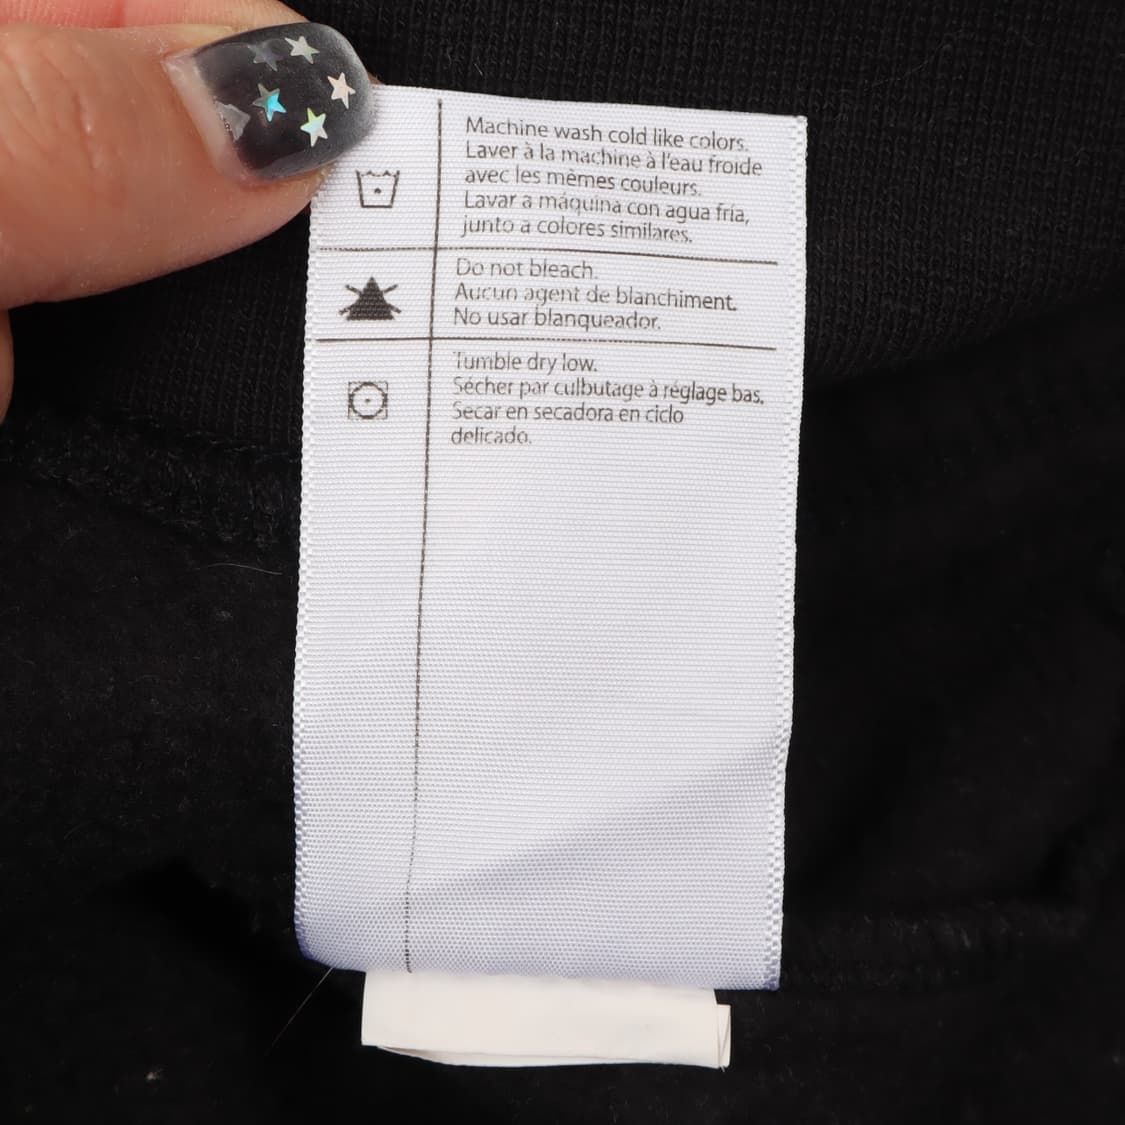 Machine wash cold like colors.
Laver à la machine à l'eau froide
avec les mêmes couleurs.
Lavar a máquina con agua fría,
junto a colores similares.
Do not bleach.
Aucun agent de blanchiment.
No usar blanqueador.
Tumble dry low.
Sécher par culbutage à réglage bas.
Secar en secadora en ciclo
delicado.